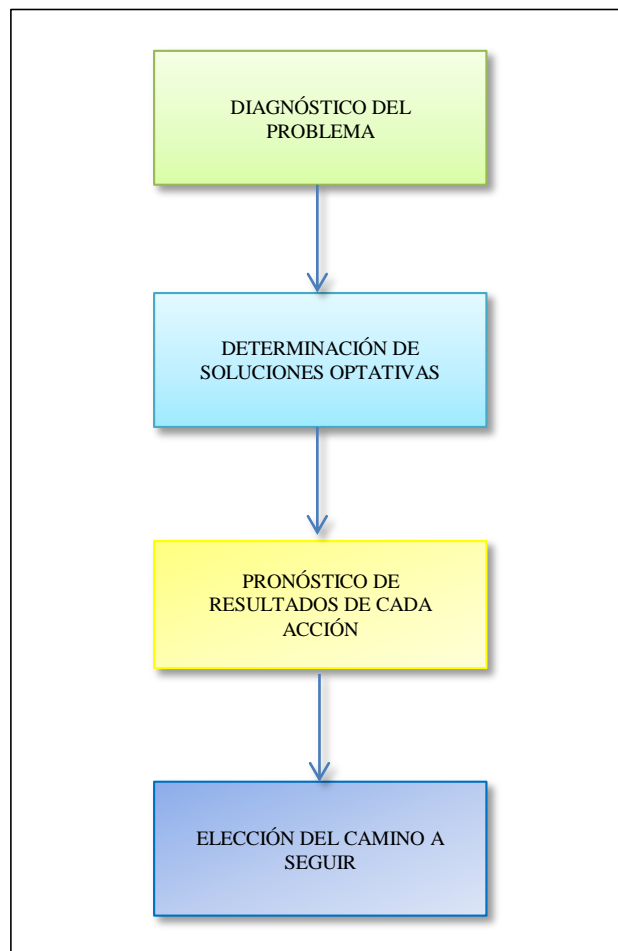 DIAGNÓSTICO DEL
PROBLEMA
DETERMINACIÓN DE
SOLUCIONES OPTATIVAS
PRONÓSTICO DE
RESULTADOS DE CADA
ACCIÓN
ELECCIÓN DEL CAMINO A
SEGUIR